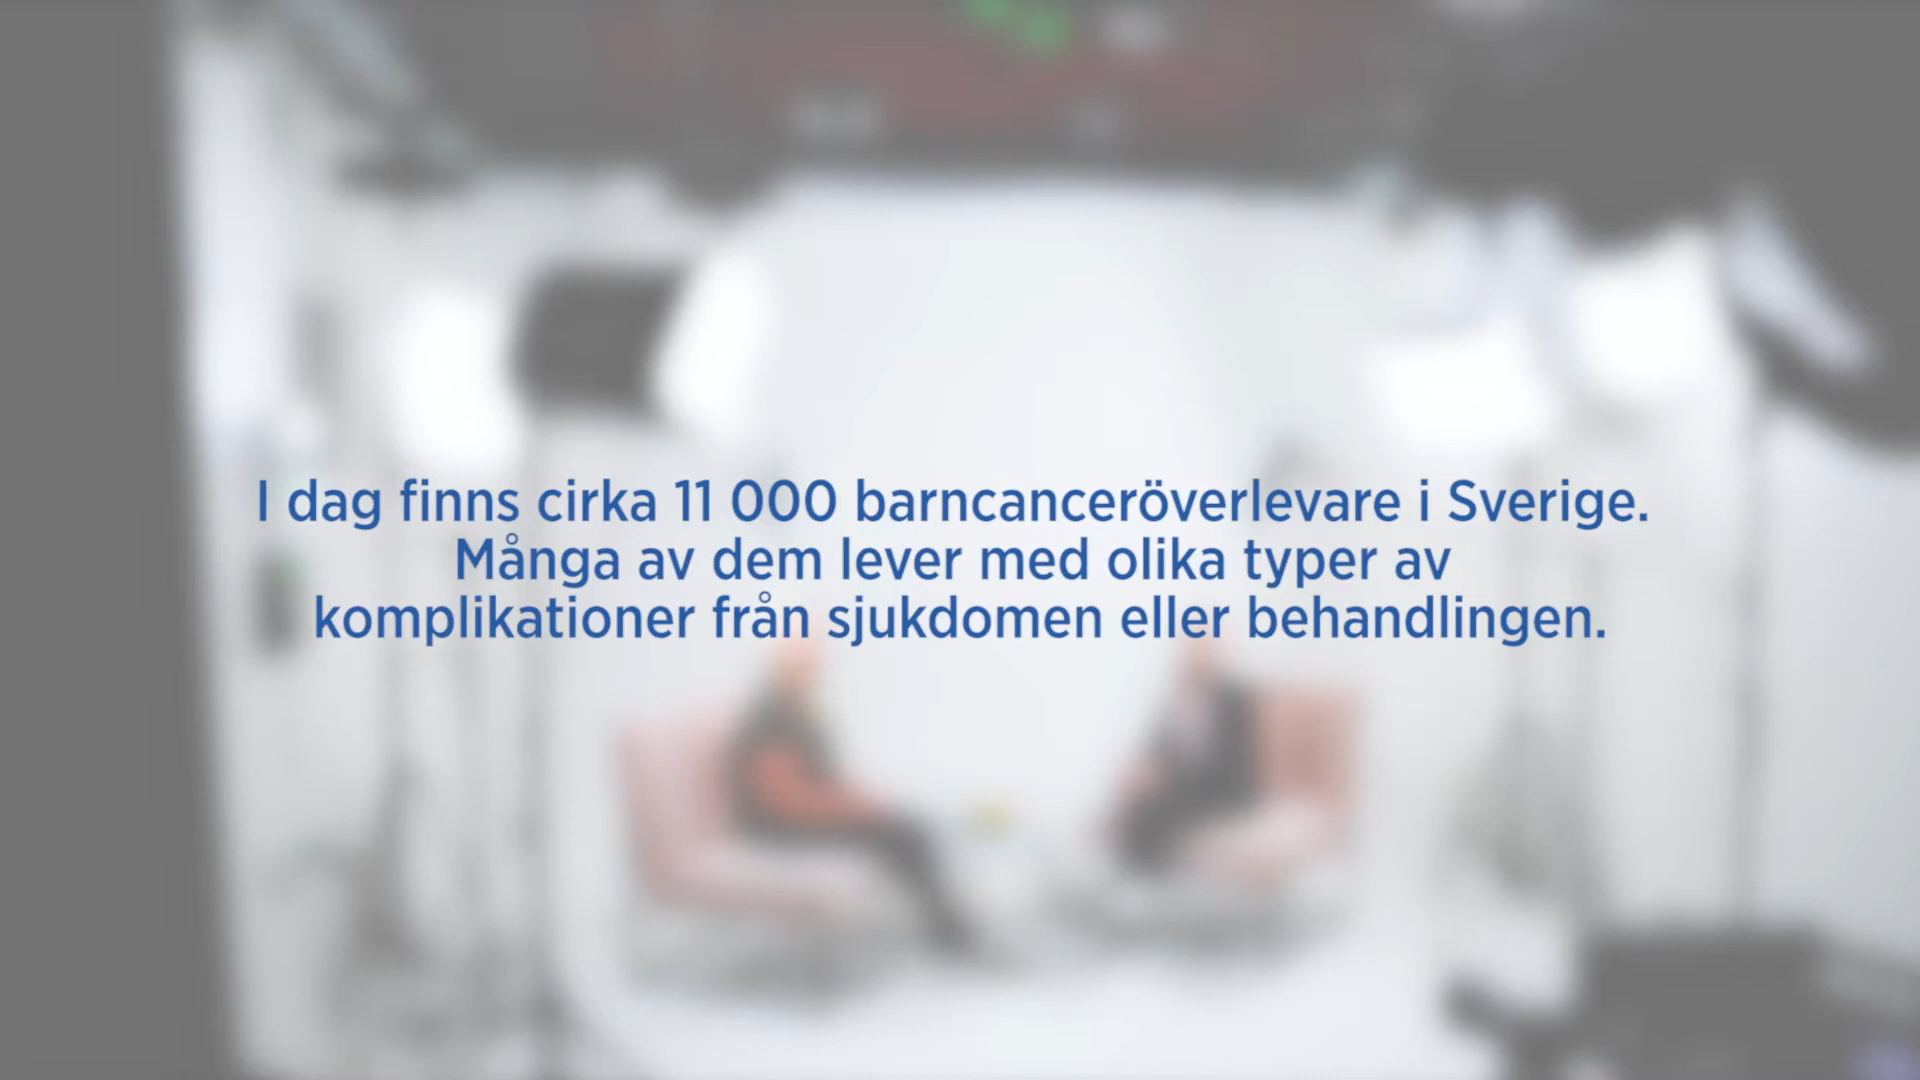 I dag finns cirka 11 000 barncanceröverlevare i Sverige.
Många av dem lever med olika typer av
komplikationer från sjukdomen eller behandlingen.